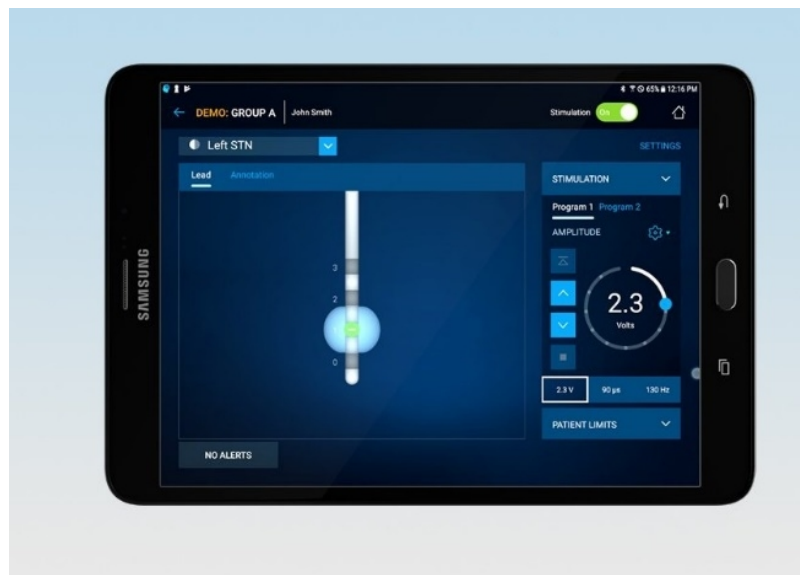 65% 12:16 PM
DEMO: GROUP A John Smith
Stimulation On
Left STN
SETTINGS
Lead Annotation
STIMULATION
Program 1 Program 2
AMPLITUDE
3
2
0
2.3
Volts
2.3 V 90 µs 130 Hz
PATIENT LIMITS
NO ALERTS
SAMSUNG